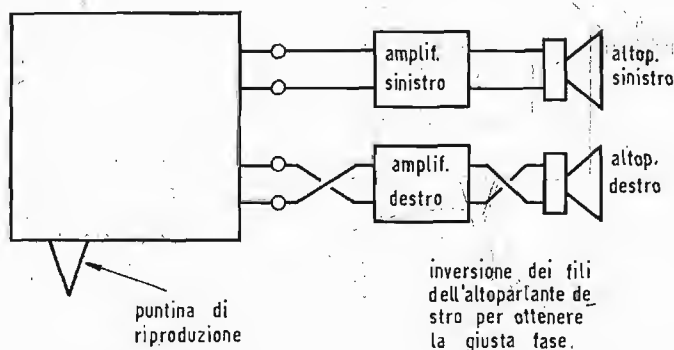 amplif.
sinistro
altop.
sinistro
amplif.
destro
altop.
destro
puntina di
riproduzione
inversione dei fili
dell'altoparlante de
stro per ottenere
la giusta fase.